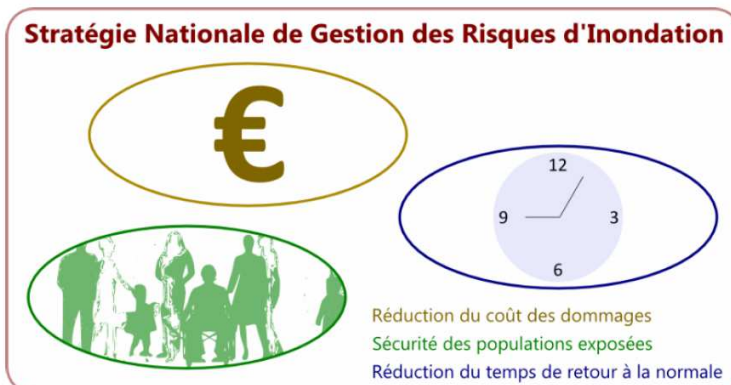 Stratégie Nationale de Gestion des Risques d'Inondation
€
12
9 3
6
Réduction du coût des dommages
Sécurité des populations exposées
Réduction du temps de retour à la normale